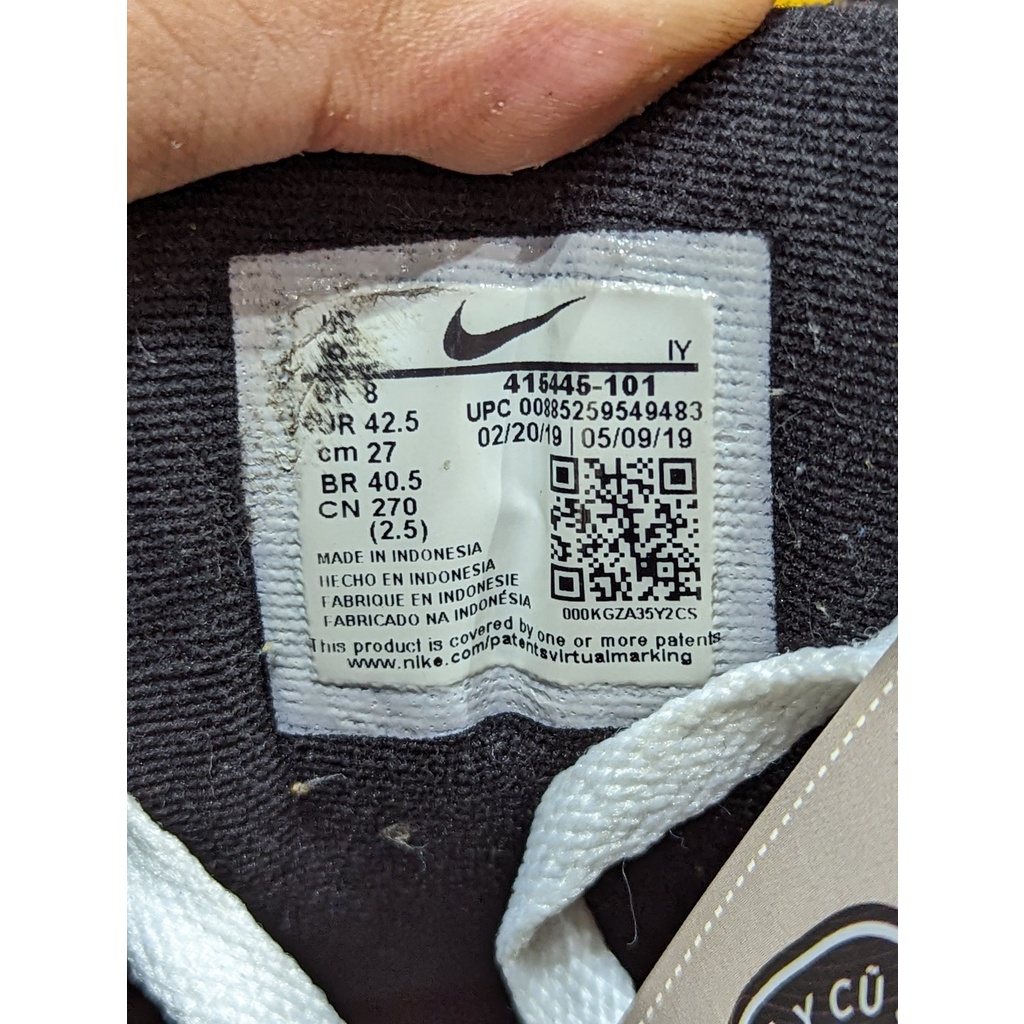 IY
8
415445-101
UR 42.5
UPC 00885259549483
cm 27
02/20/19 | 05/09/19
BR 40.5
CN 270
(2.5)
MADE IN INDONESIA
HECHO EN INDONESIA
FABRIQUE EN INDONESIE
FABRICADO NA INDONÉSIA
000KGZA35Y2CS
This product is covered by one or more patents
www.nike.com/patentsvirtualmarking
Y CŨ